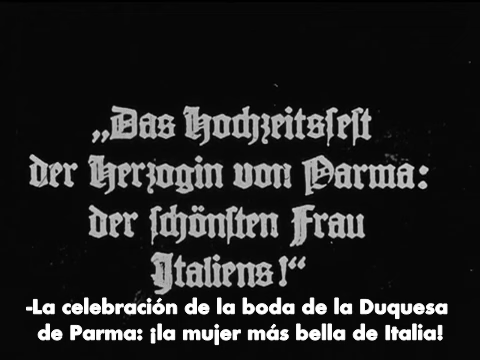 „Das Hochzeitsfest
der Herzogin von Parma:
der schönsten Frau
Italiens!“
-La celebración de la boda de la Duquesa
de Parma: ¡la mujer más bella de Italia!